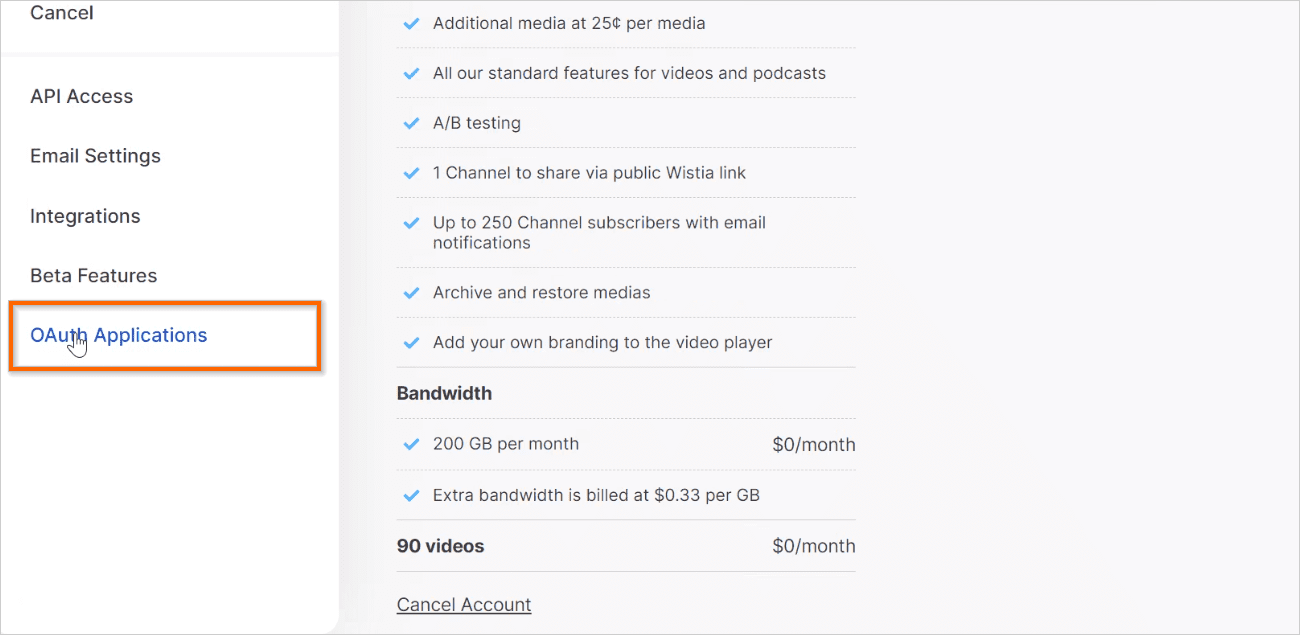 Cancel
API Access
Email Settings
Integrations
Beta Features
OAuth Applications
Additional media at 25¢ per media
All our standard features for videos and podcasts
A/B testing
1 Channel to share via public Wistia link
Up to 250 Channel subscribers with email
notifications
Archive and restore medias
Add your own branding to the video player
Bandwidth
200 GB per month $0/month
Extra bandwidth is billed at $0.33 per GB
90 videos $0/month
Cancel Account